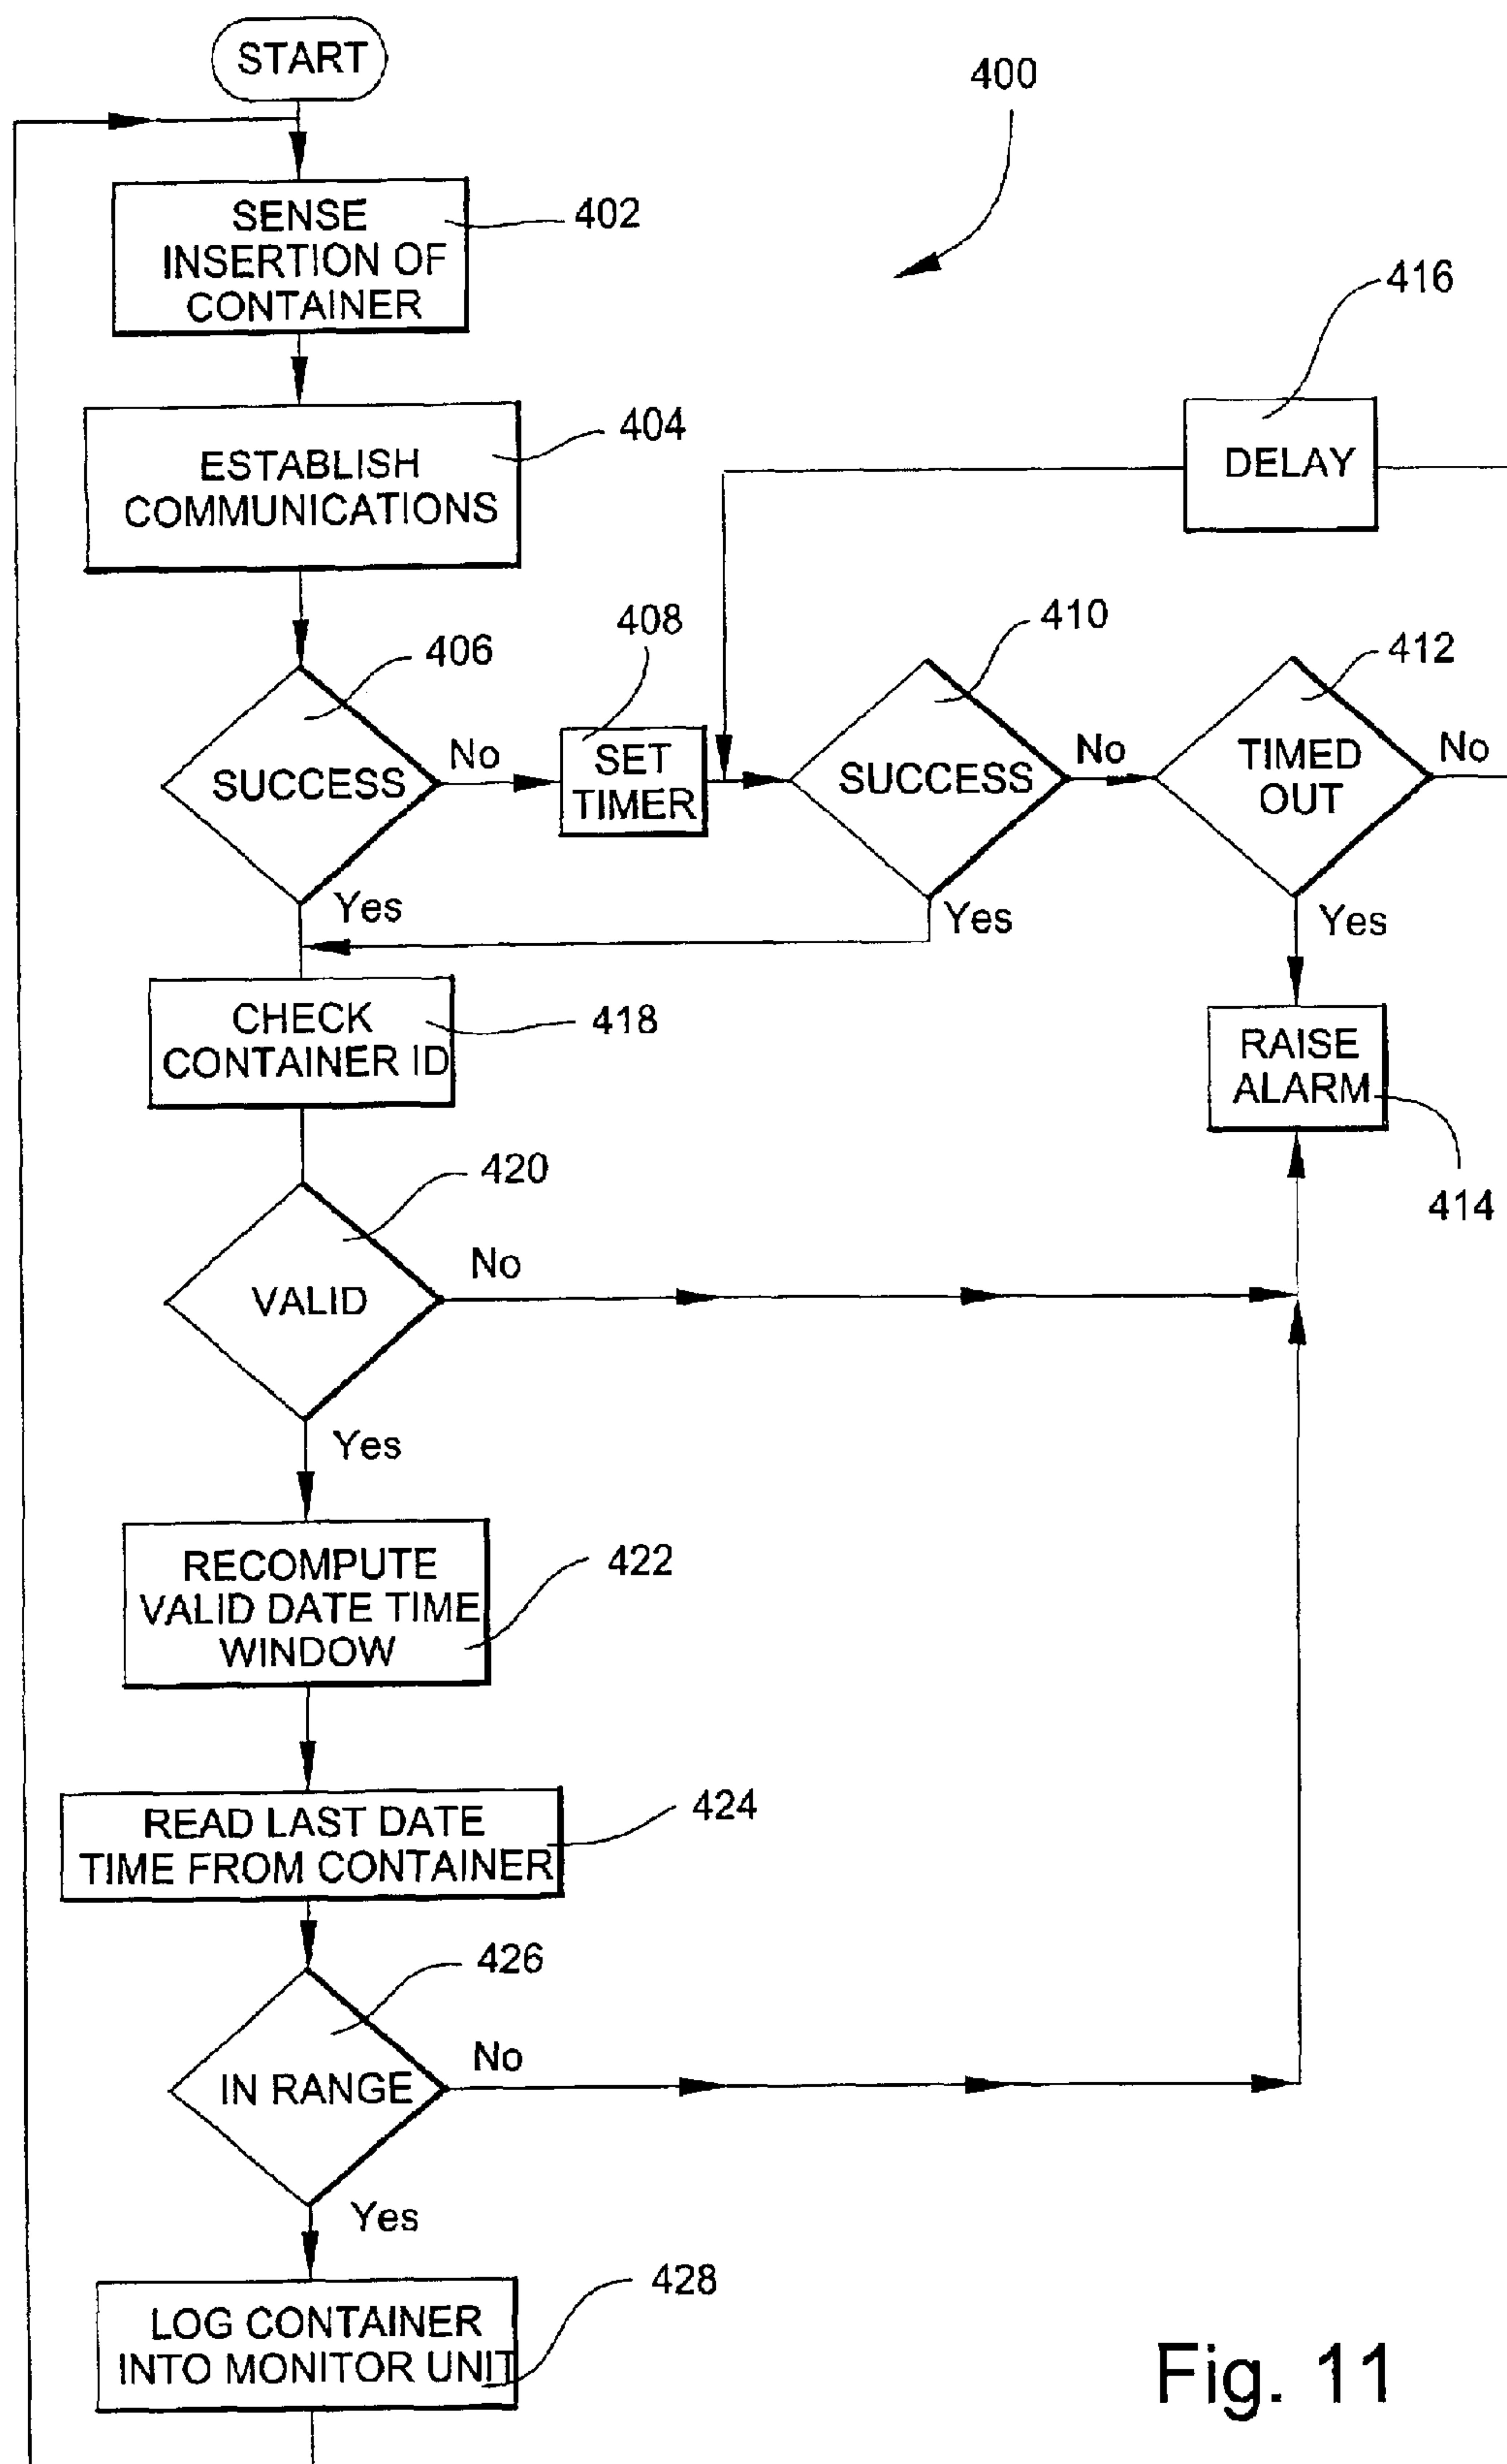 START
400
SENSE
INSERTION OF
CONTAINER
402
416
ESTABLISH
COMMUNICATIONS
404
DELAY
406
408
410
412
SUCCESS
No
SET
TIMER
SUCCESS
No
TIMED
OUT
No
Yes
Yes
Yes
CHECK
CONTAINER ID
418
RAISE
ALARM
414
420
VALID
No
Yes
RECOMPUTE
VALID DATE TIME
WINDOW
422
READ LAST DATE
TIME FROM CONTAINER
424
426
IN RANGE
No
Yes
LOG CONTAINER
INTO MONITOR UNIT
428
Fig. 11